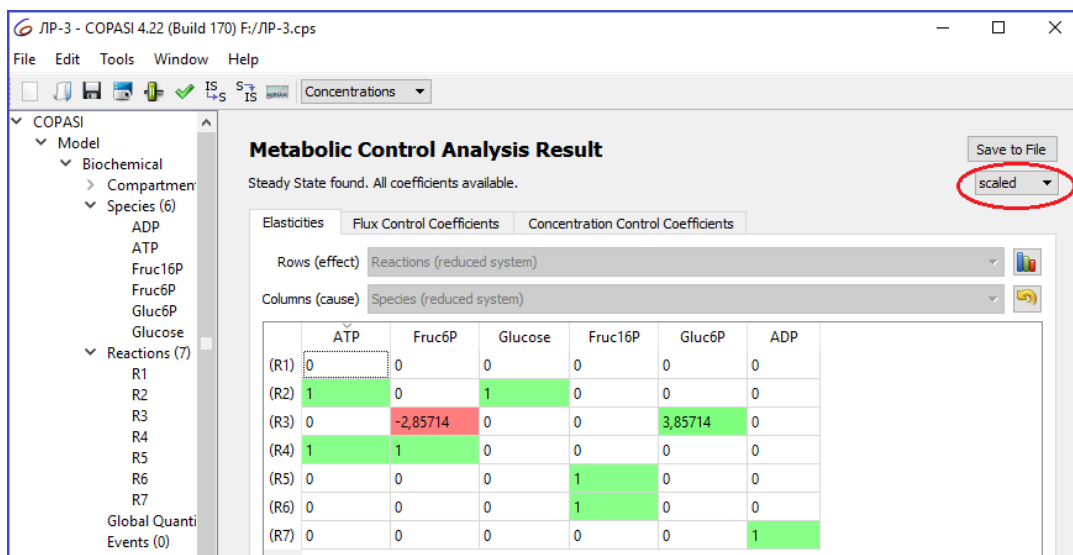 ЛР-3 - COPASI 4.22 (Build 170) F:/ЛР-3.cps
File Edit Tools Window Help
IS S S IS Concentrations
COPASI
Model
Biochemical
Compartmen
Species (6)
ADP
ATP
Fruc16P
Fruc6P
Gluc6P
Glucose
Reactions (7)
R1
R2
R3
R4
R5
R6
R7
Global Quanti
Events (0)
Metabolic Control Analysis Result
Save to File
Steady State found. All coefficients available.
scaled
Elasticities Flux Control Coefficients Concentration Control Coefficients
Rows (effect) Reactions (reduced system)
Columns (cause) Species (reduced system)
ATP Fruc6P Glucose Fruc16P Gluc6P ADP
(R1) 0 0 0 0 0 0
(R2) 1 0 1 0 0 0
(R3) 0 -2,85714 0 0 3,85714 0
(R4) 1 1 0 0 0 0
(R5) 0 0 0 1 0 0
(R6) 0 0 0 1 0 0
(R7) 0 0 0 0 0 1